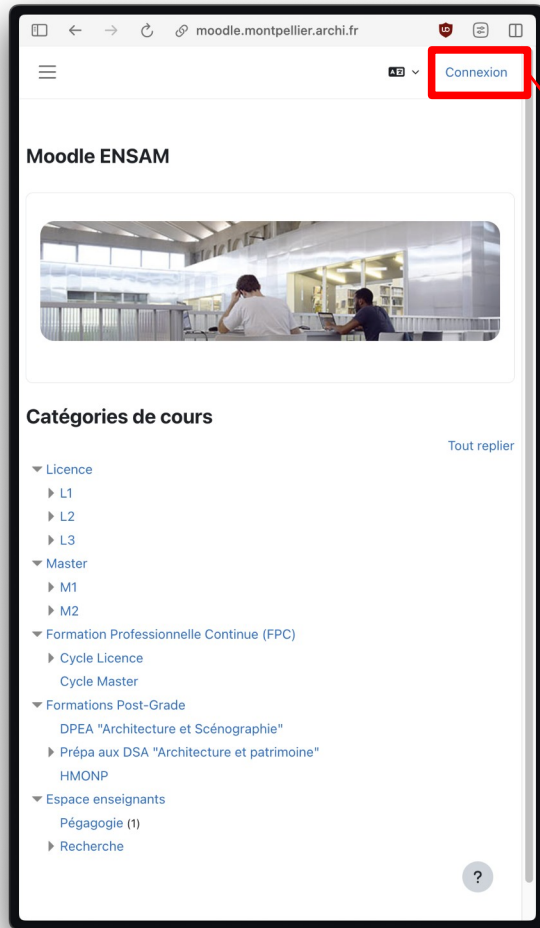 moodle.montpellier.archi.fr
Connexion
Moodle ENSAM
Catégories de cours
Tout replier
Licence
L1
L2
L3
Master
M1
M2
Formation Professionnelle Continue (FPC)
Cycle Licence
Cycle Master
Formations Post-Grade
DPEA "Architecture et Scénographie"
Prépa aux DSA "Architecture et patrimoine"
HMONP
Espace enseignants
Pégagogie (1)
Recherche
?